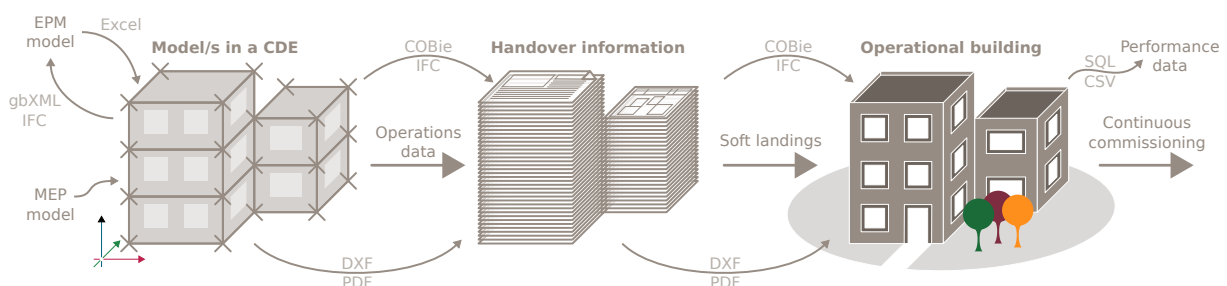 EPM
model
Excel
gbXML
IFC
MEP
model
Model/s in a CDE
COBie
IFC
Operations
data
DXF
PDF
Handover information
COBie
IFC
Soft landings
DXF
PDF
Operational building
SQL
CSV
Performance
data
Continuous
commissioning